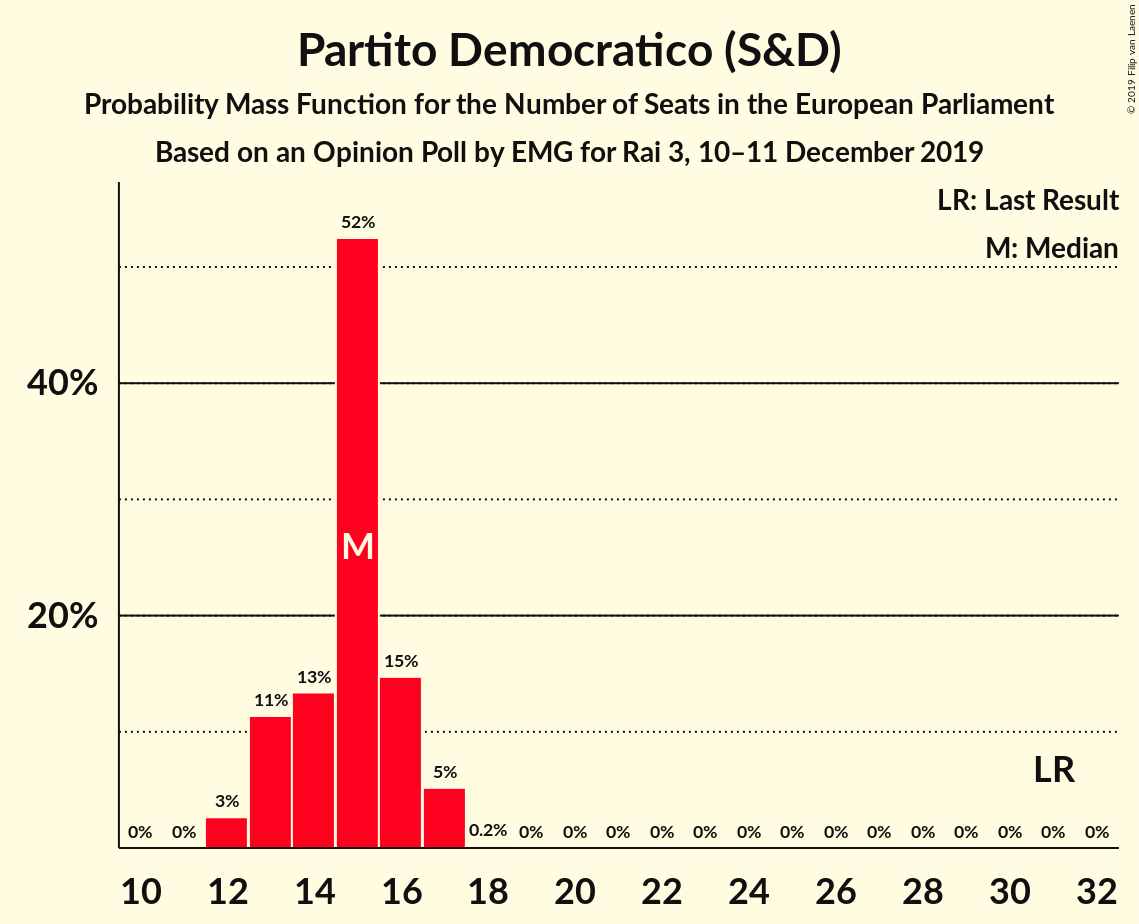 Partito Democratico (S&D)
Probability Mass Function for the Number of Seats in the European Parliament
Based on an Opinion Poll by EMG for Rai 3, 10–11 December 2019
© 2019 Filip van Laenen
LR: Last Result
M: Median
52%
40%
M
20%
15%
13%
11%
5%
LR
3%
0% 0% 0.2% 0% 0% 0% 0% 0% 0% 0% 0% 0% 0% 0% 0% 0% 0%
10 12 14 16 18 20 22 24 26 28 30 32